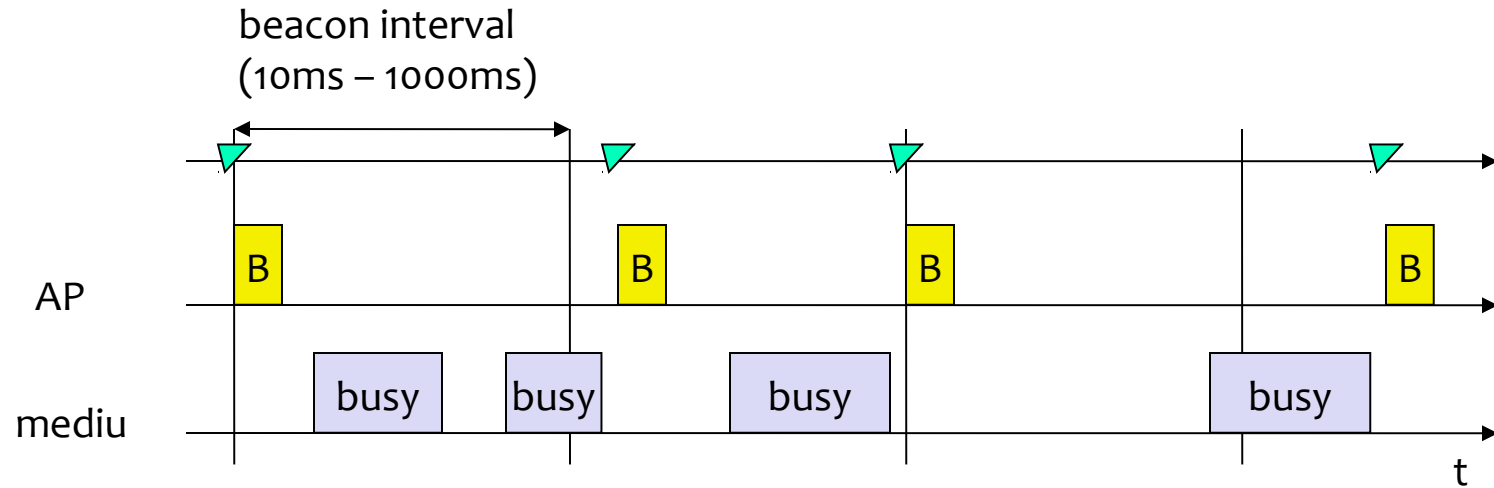 beacon interval
(10ms – 1000ms)
B B B B
AP
busy busy busy busy
mediu
t